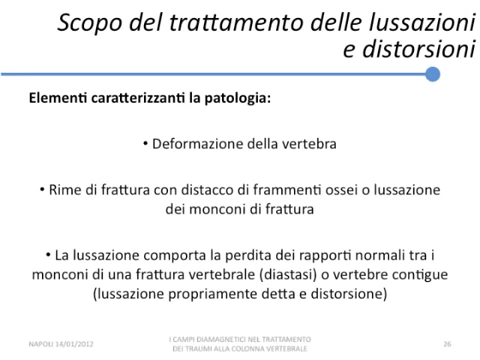 Scopo del trattamento delle lussazioni
e distorsioni
Elementi caratterizzanti la patologia:
• Deformazione della vertebra
• Rime di frattura con distacco di frammenti ossei o lussazione
dei monconi di frattura
• La lussazione comporta la perdita dei rapporti normali tra i
monconi di una frattura vertebrale (diastasi) o vertebre contigue
(lussazione propriamente detta e distorsione)
NAPOLI 14/01/2012
I CAMPI DIAMAGNETICI NEL TRATTAMENTO
DEI TRAUMI ALLA COLONNA VERTEBRALE
26